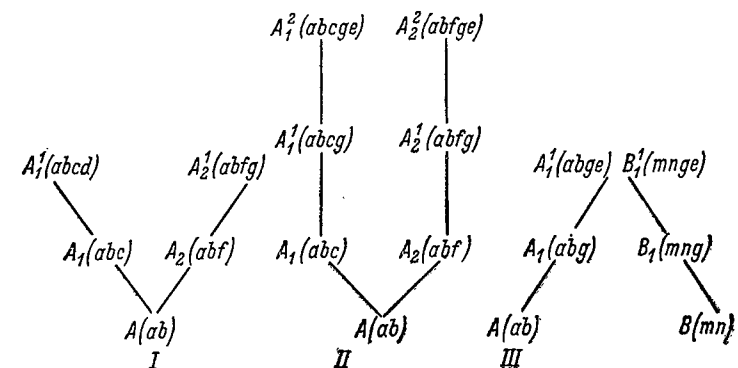 A₁²(abcge) A₂²(abfge)
A₁¹(abcd) A₂¹(abfg) A₁¹(abcg) A₂¹(abfg) A₁¹(abge) B₁¹(mnge)
A₁(abc) A₂(abf) A₁(abc) A₂(abf) A₁(abg) B₁(mng)
A(ab) A(ab) A(ab) B(mn)
I II III